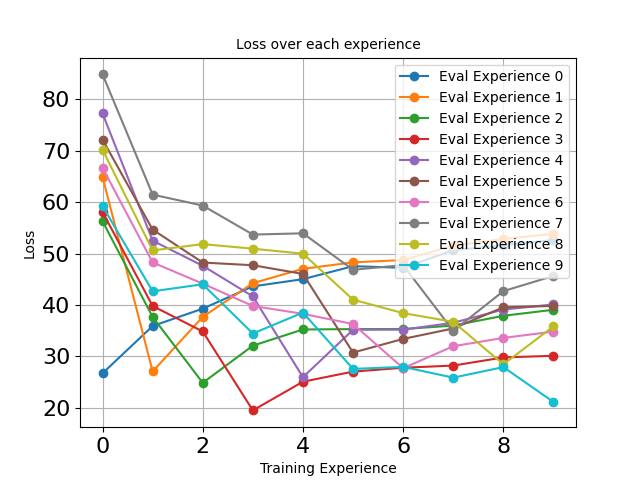 Loss over each experience
Eval Experience 0
Eval Experience 1
Eval Experience 2
Eval Experience 3
Eval Experience 4
Eval Experience 5
Eval Experience 6
Eval Experience 7
Eval Experience 8
Eval Experience 9
80
70
60
50
40
30
20
Loss
0 2 4 6 8
Training Experience